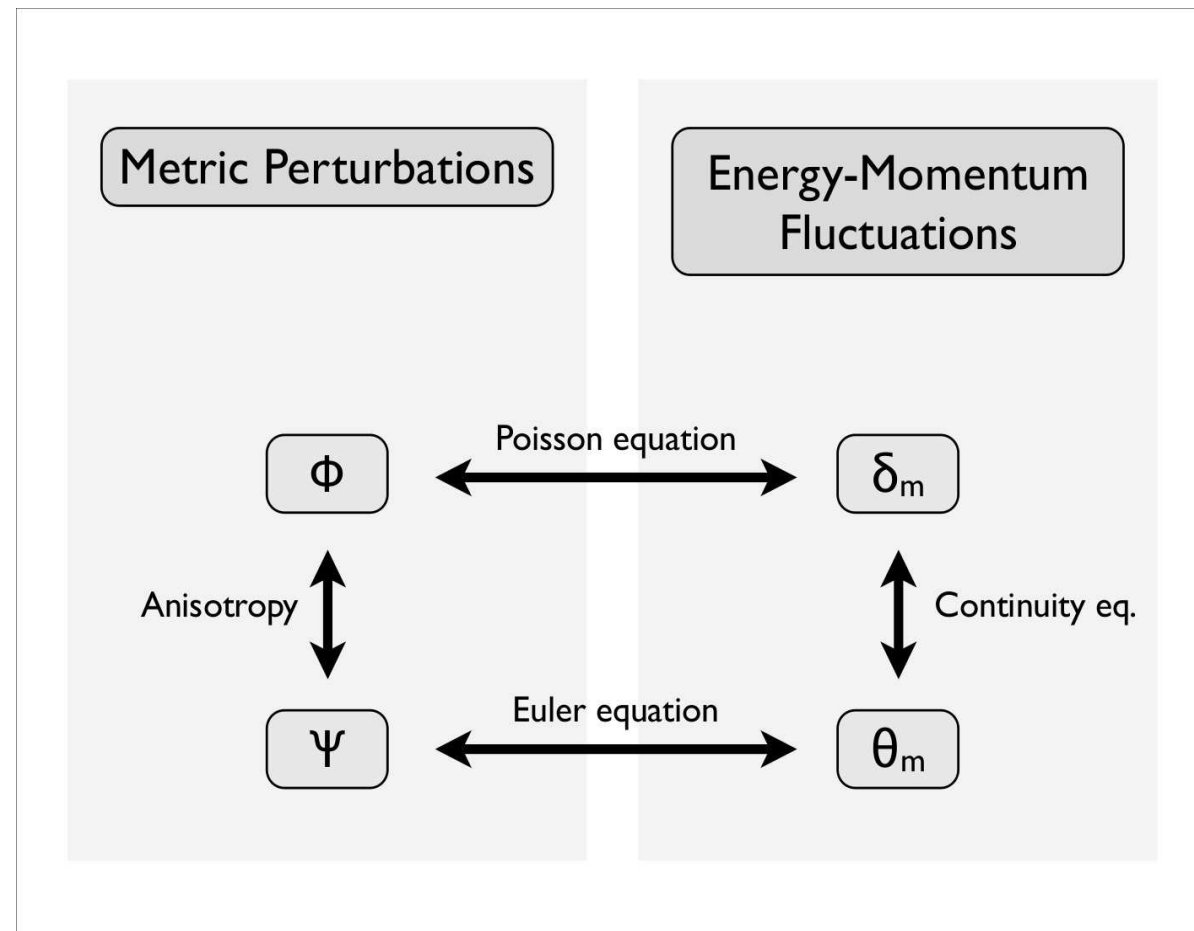 Metric Perturbations
Energy-Momentum
Fluctuations
Poisson equation
Φ
δm
Anisotropy
Continuity eq.
Euler equation
Ψ
θm